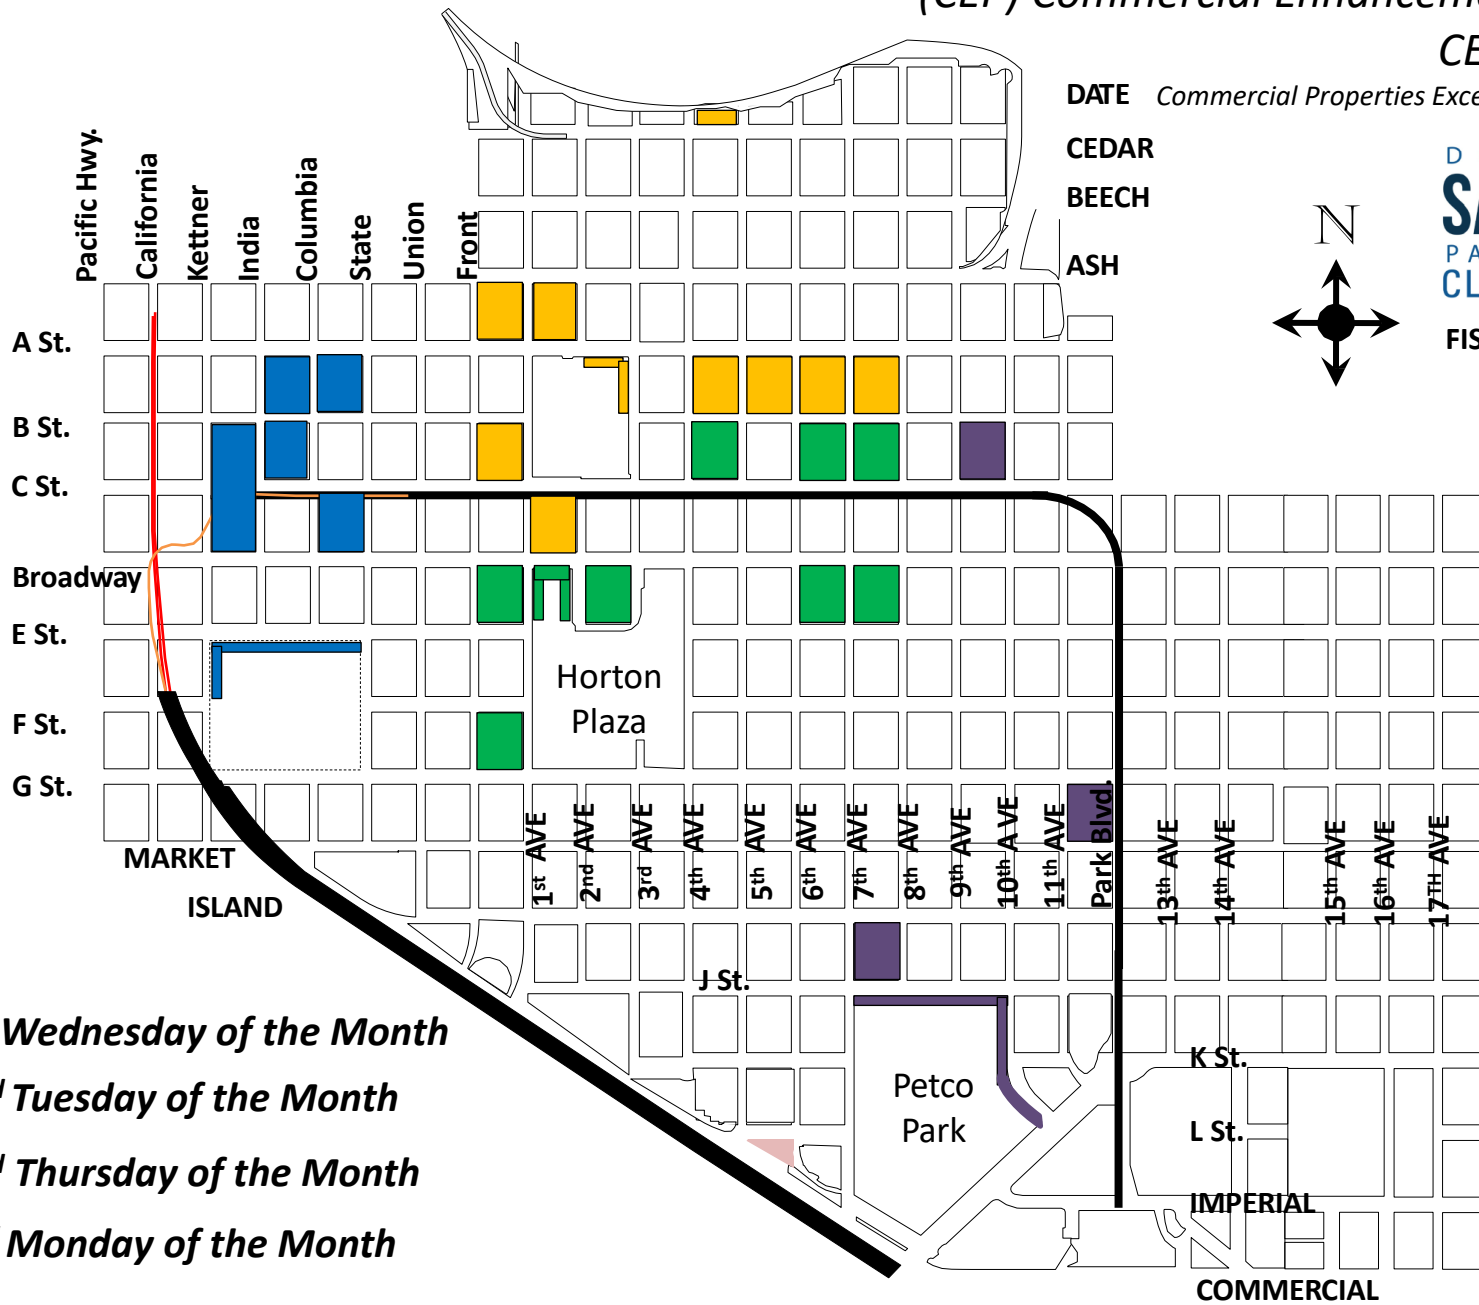 (CEP) Commercial
CE
DATE Commercial Properties
CEDAR
BEECH
ASH
D
SA
PA
CL
FIS
N
Pacific Hwy.
California
Kettner
India
Columbia
State
Union
Front
A St.
B St.
C St.
Broadway
E St.
F St.
G St.
MARKET
ISLAND
Horton
Plaza
1st AVE
2nd AVE
3rd AVE
4th AVE
5th AVE
6th AVE
7th AVE
8th AVE
9th AVE
10th A VE
11th AVE
Park Blvd.
13th AVE
14th AVE
15th AVE
16th AVE
17TH AVE
J St.
K St.
L St.
IMPERIAL
COMMERCIAL
Petco
Park
Wednesday of the Month
Tuesday of the Month
Thursday of the Month
Monday of the Month